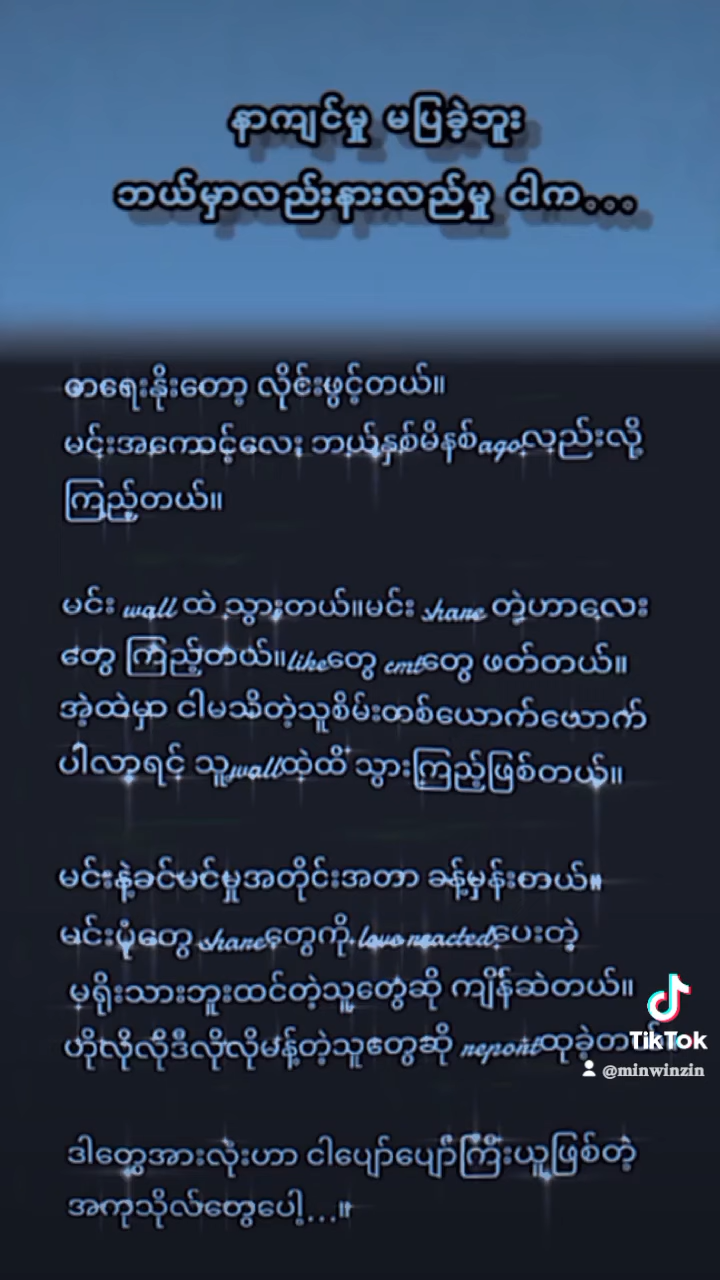 နာကျင်မှု မပြခဲ့ဘူး
ဘယ်မှာလည်းနားလည်မှု ငါက...
စာရေးနိုးတော့ လိုင်းဖွင့်တယ်။
မင်းအကောင့်လေး ဘယ်နှစ်မိနစ်agoလည်းလို့
ကြည့်တယ်။
မင်း wall ထဲ သွားတယ်။မင်း share တဲ့ဟာလေး
တွေ ကြည့်တယ်။likeတွေ cmtတွေ ဖတ်တယ်။
အဲ့ထဲမှာ ငါမသိတဲ့သူစိမ်းတစ်ယောက်ယောက်
ပါလာရင် သူ့wallထဲထိ သွားကြည့်ဖြစ်တယ်။
မင်းနဲ့ခင်မင်မှုအတိုင်းအတာ ခန့်မှန်းတယ်။
မင်းပုံတွေ shareတွေကို love reactedပေးတဲ့
မရိုးသားဘူးထင်တဲ့သူတွေဆို ကျိန်ဆဲတယ်။
ဟိုလိုလိုဒီလိုလိုမန့်တဲ့သူတွေဆို reportထုခဲ့တယ်။
ဒါတွေအားလုံးဟာ ငါပျော်ပျော်ကြီးယူဖြစ်တဲ့
အကုသိုလ်တွေပေါ့...။
TikTok
@minwinzin